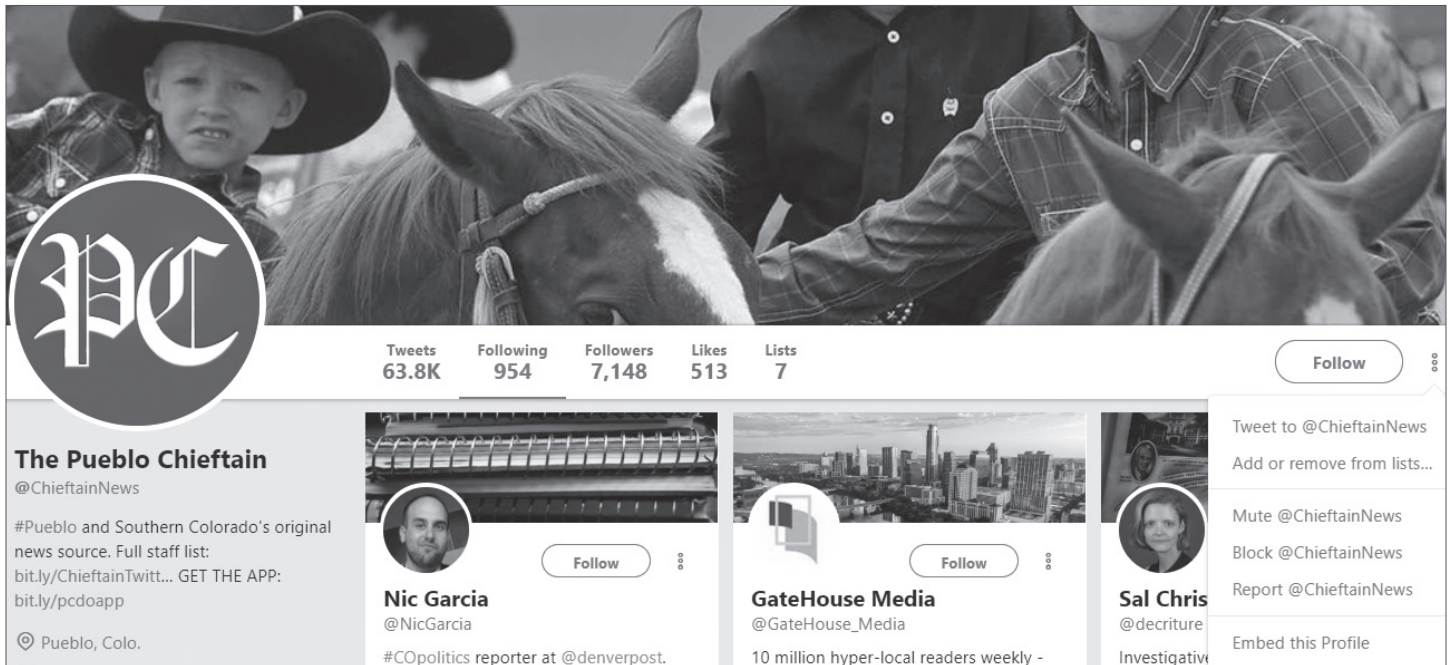 PC
Tweets Following Followers Likes Lists
63.8K 954 7,148 513 7
Follow
The Pueblo Chieftain
@ChieftainNews
#Pueblo and Southern Colorado's original
news source. Full staff list:
bit.ly/ChieftainTwitt... GET THE APP:
bit.ly/pcdoapp
Pueblo, Colo.
Follow
Nic Garcia
@NicGarcia
#COpolitics reporter at @denverpost.
Follow
GateHouse Media
@GateHouse_Media
10 million hyper-local readers weekly -
Sal Chris
@decriture
Investigative
Tweet to @ChieftainNews
Add or remove from lists...
Mute @ChieftainNews
Block @ChieftainNews
Report @ChieftainNews
Embed this Profile